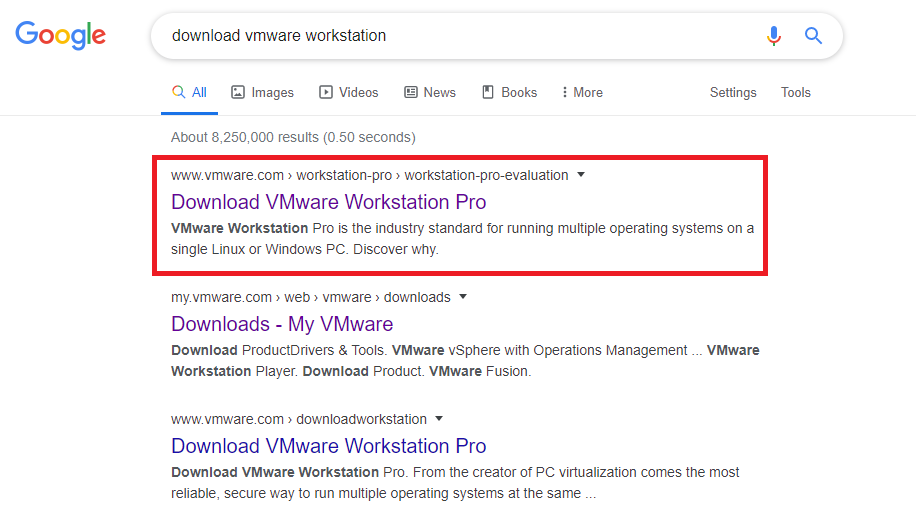 Google
download vmware workstation
All Images Videos News Books More Settings Tools
About 8,250,000 results (0.50 seconds)
www.vmware.com › workstation-pro › workstation-pro-evaluation
Download VMware Workstation Pro
VMware Workstation Pro is the industry standard for running multiple operating systems on a
single Linux or Windows PC. Discover why.
my.vmware.com › web › vmware › downloads
Downloads - My VMware
Download ProductDrivers & Tools. VMware vSphere with Operations Management ... VMware
Workstation Player. Download Product. VMware Fusion.
www.vmware.com › downloadworkstation
Download VMware Workstation Pro
Download VMware Workstation Pro. From the creator of PC virtualization comes the most
reliable, secure way to run multiple operating systems at the same ...